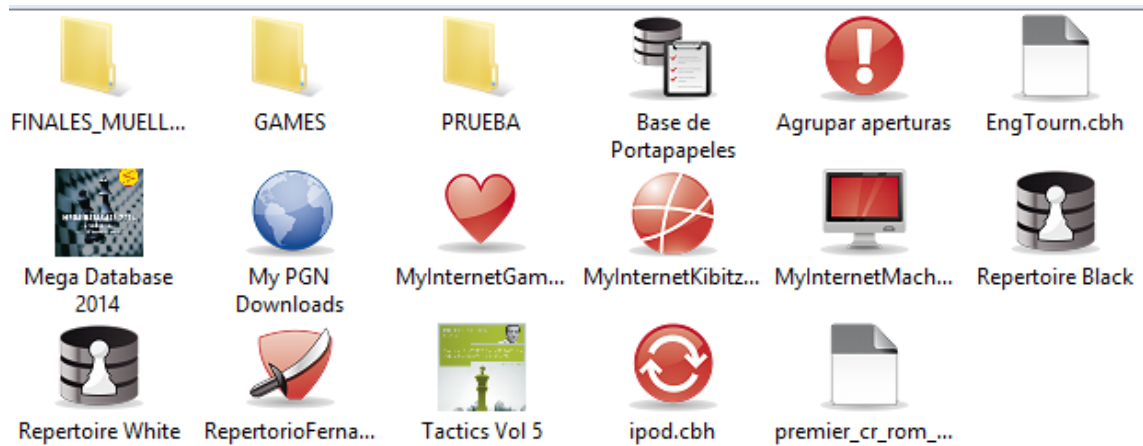 FINALES_MUELL...
GAMES
PRUEBA
Base de
Portapapeles
Agrupar aperturas
EngTourn.cbh
Mega Database
2014
My PGN
Downloads
MyInternetGam...
MyInternetKibitz...
MyInternetMach...
Repertoire Black
Repertoire White
RepertorioFerna...
Tactics Vol 5
ipod.cbh
premier_cr_rom_...